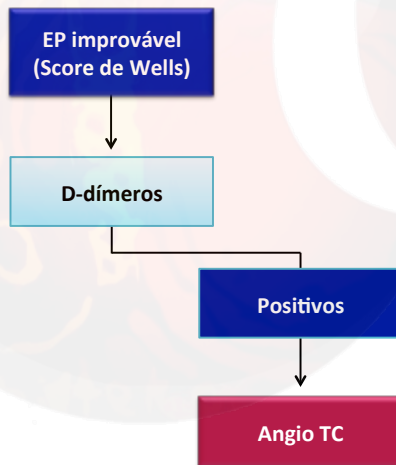 EP improvável
(Score de Wells)
D-dímeros
Positivos
Angio TC